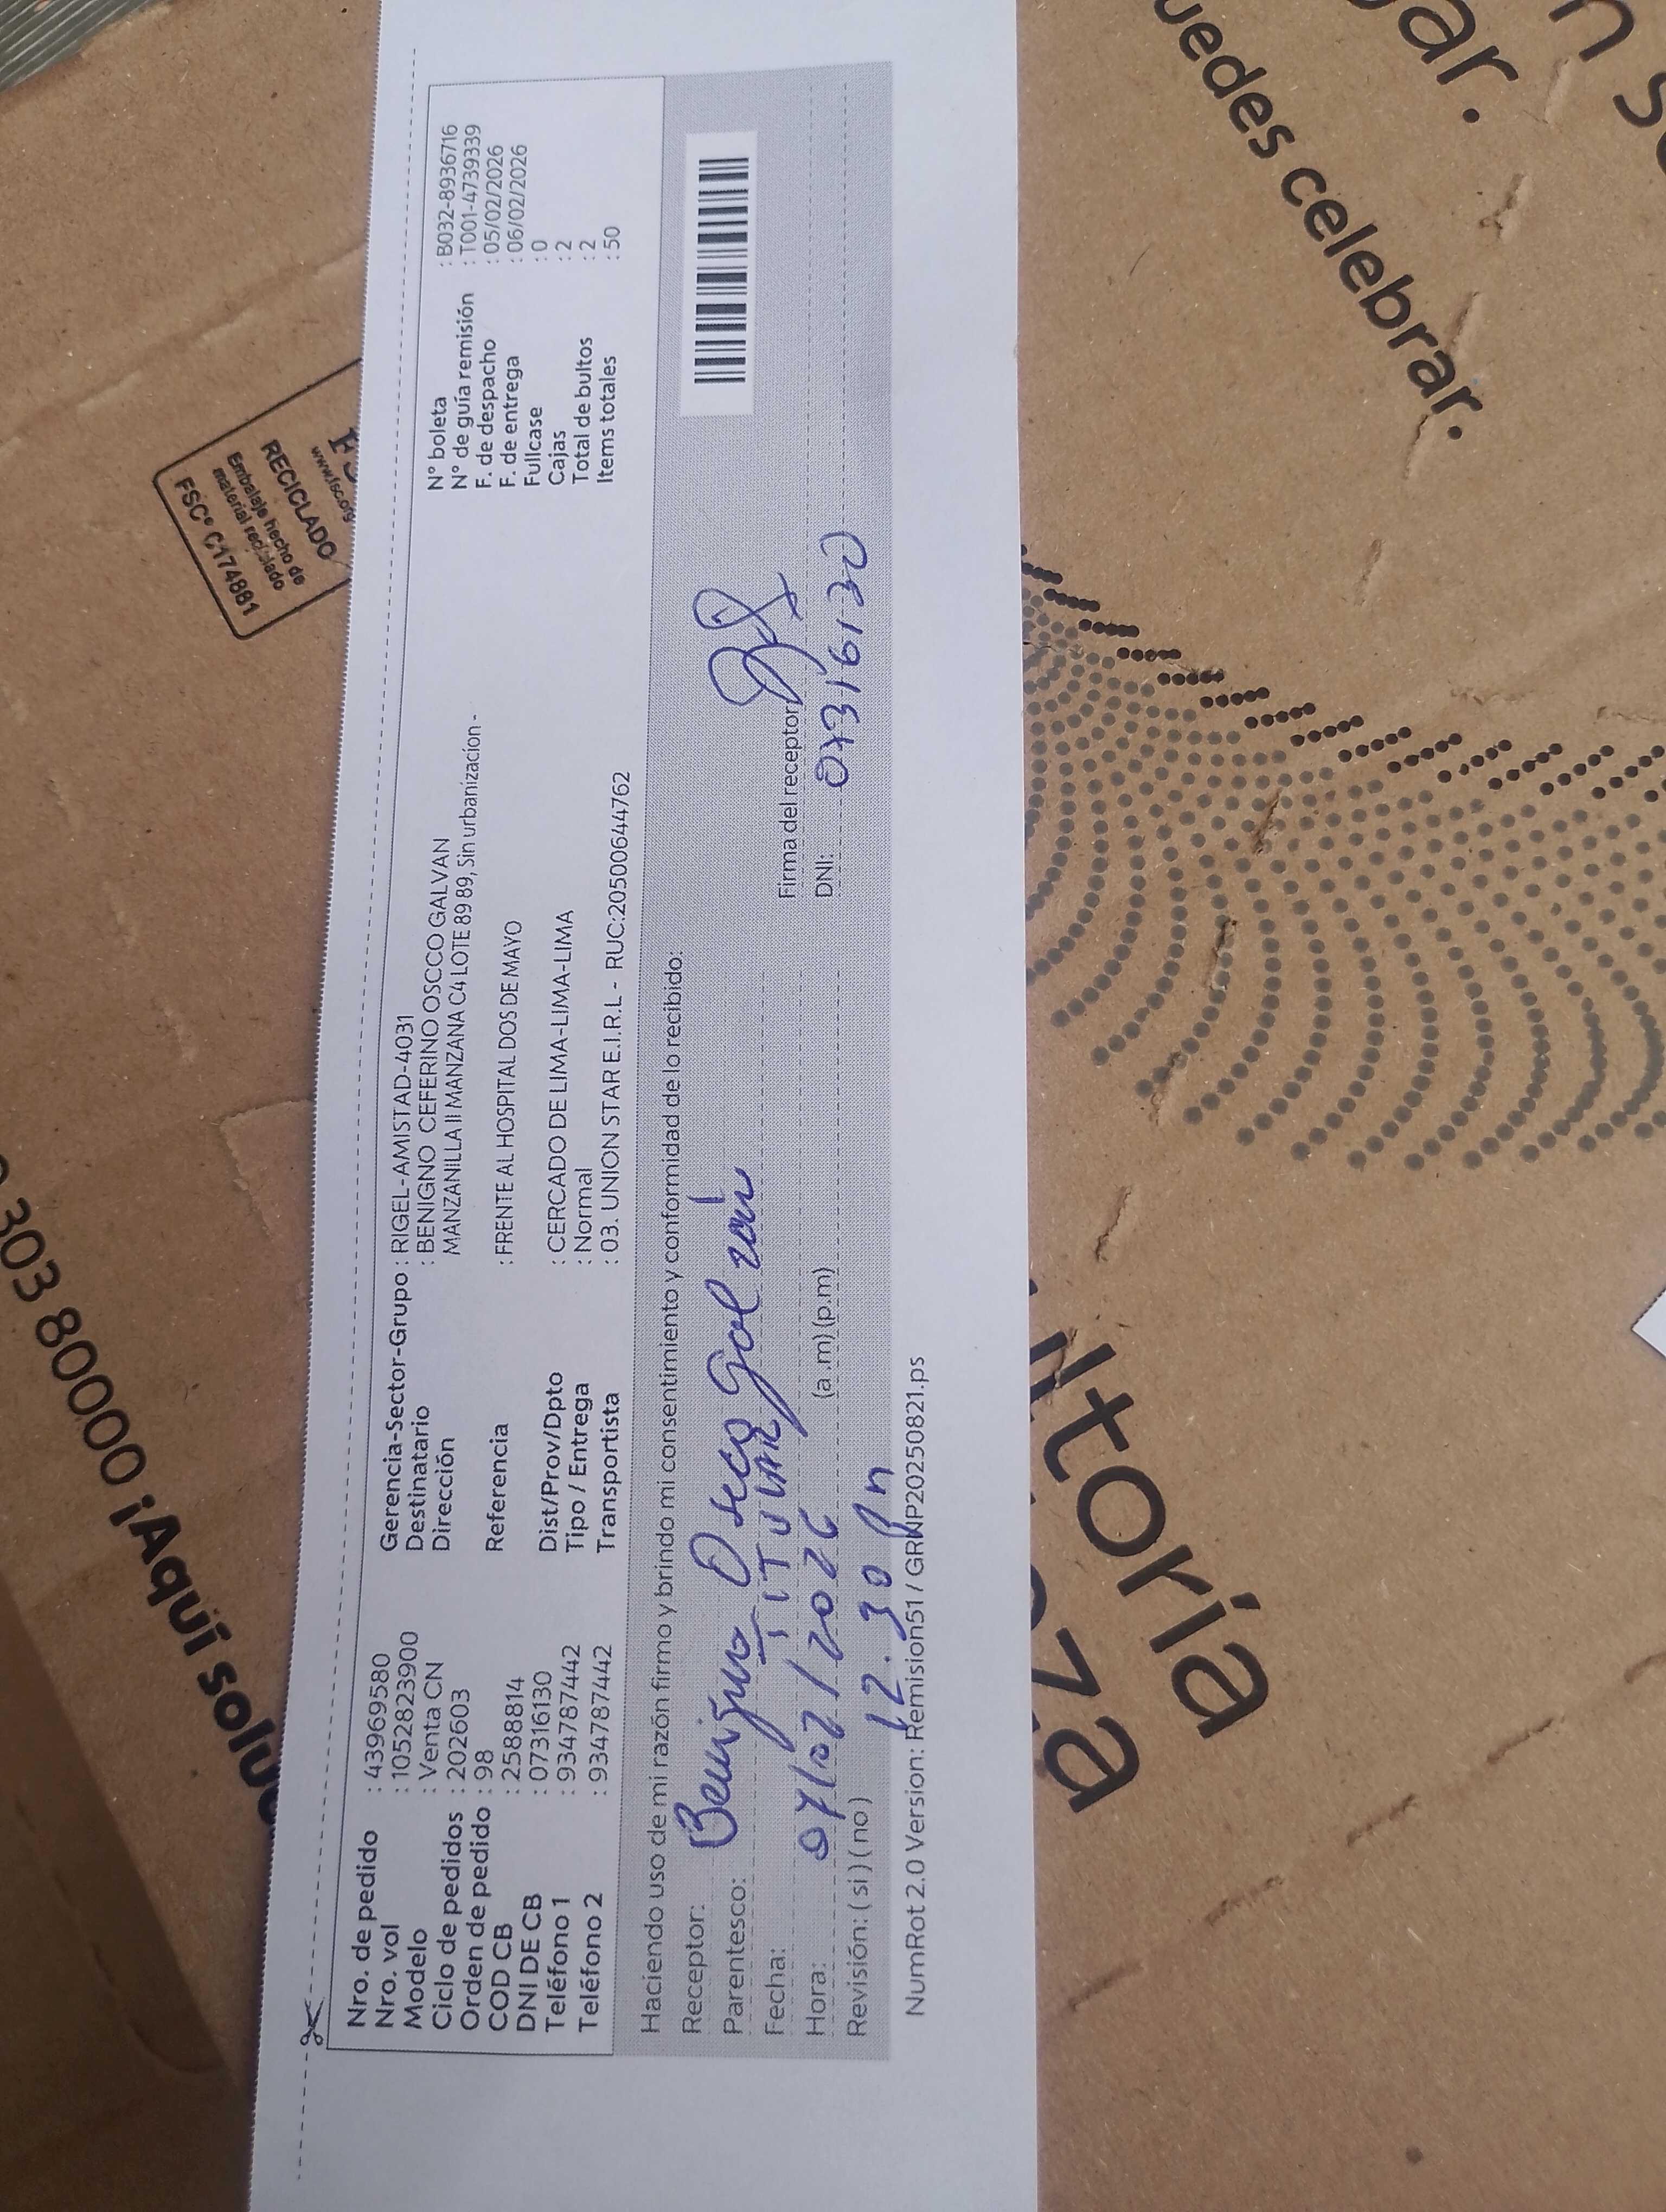 Nro. de pedido : 43969580
Nro. vol : 1052823900
Modelo : Venta CN
Ciclo de pedidos : 202603
Orden de pedido : 98
COD CB : 2588814
DNI DE CB : 07316130
Teléfono 1 : 934787442
Teléfono 2 : 934787442
Gerencia-Sector-Grupo : RIGEL-AMISTAD-4031
Destinatario : BENIGNO CEFERINO OSCCO GALVAN
Dirección MANZANILLA II MANZANA C4 LOTE 89 89, Sin urbanizacion -
Referencia : FRENTE AL HOSPITAL DOS DE MAYO
Dist/Prov/Dpto : CERCADO DE LIMA-LIMA-LIMA
Tipo / Entrega : Normal
Transportista : 03. UNION STAR E.I.R.L - RUC:20500644762
N° boleta : B032-8936716
N° de guía remisión : T001-4739339
F. de despacho : 05/02/2026
F. de entrega : 06/02/2026
Fullcase : 0
Cajas : 2
Total de bultos : 2
Items totales : 50
Haciendo uso de mi razón firmo y brindo mi consentimiento y conformidad de lo recibido:
Receptor: Benigno Oscco Galván
Parentesco: TITULAR
Fecha: 07/02/2026
Hora: 12.30 (a.m) (p.m)
Revisión: ( si ) ( no )
Firma del receptor
DNI: 07316130
NumRot 2.0 Version: Remision51 / GRNP20250821.ps
FSC® C174881
Embalaje hecho de
material reciclado
RECICLADO
303 8000 ¡Aquí solu
uedes celebrar.